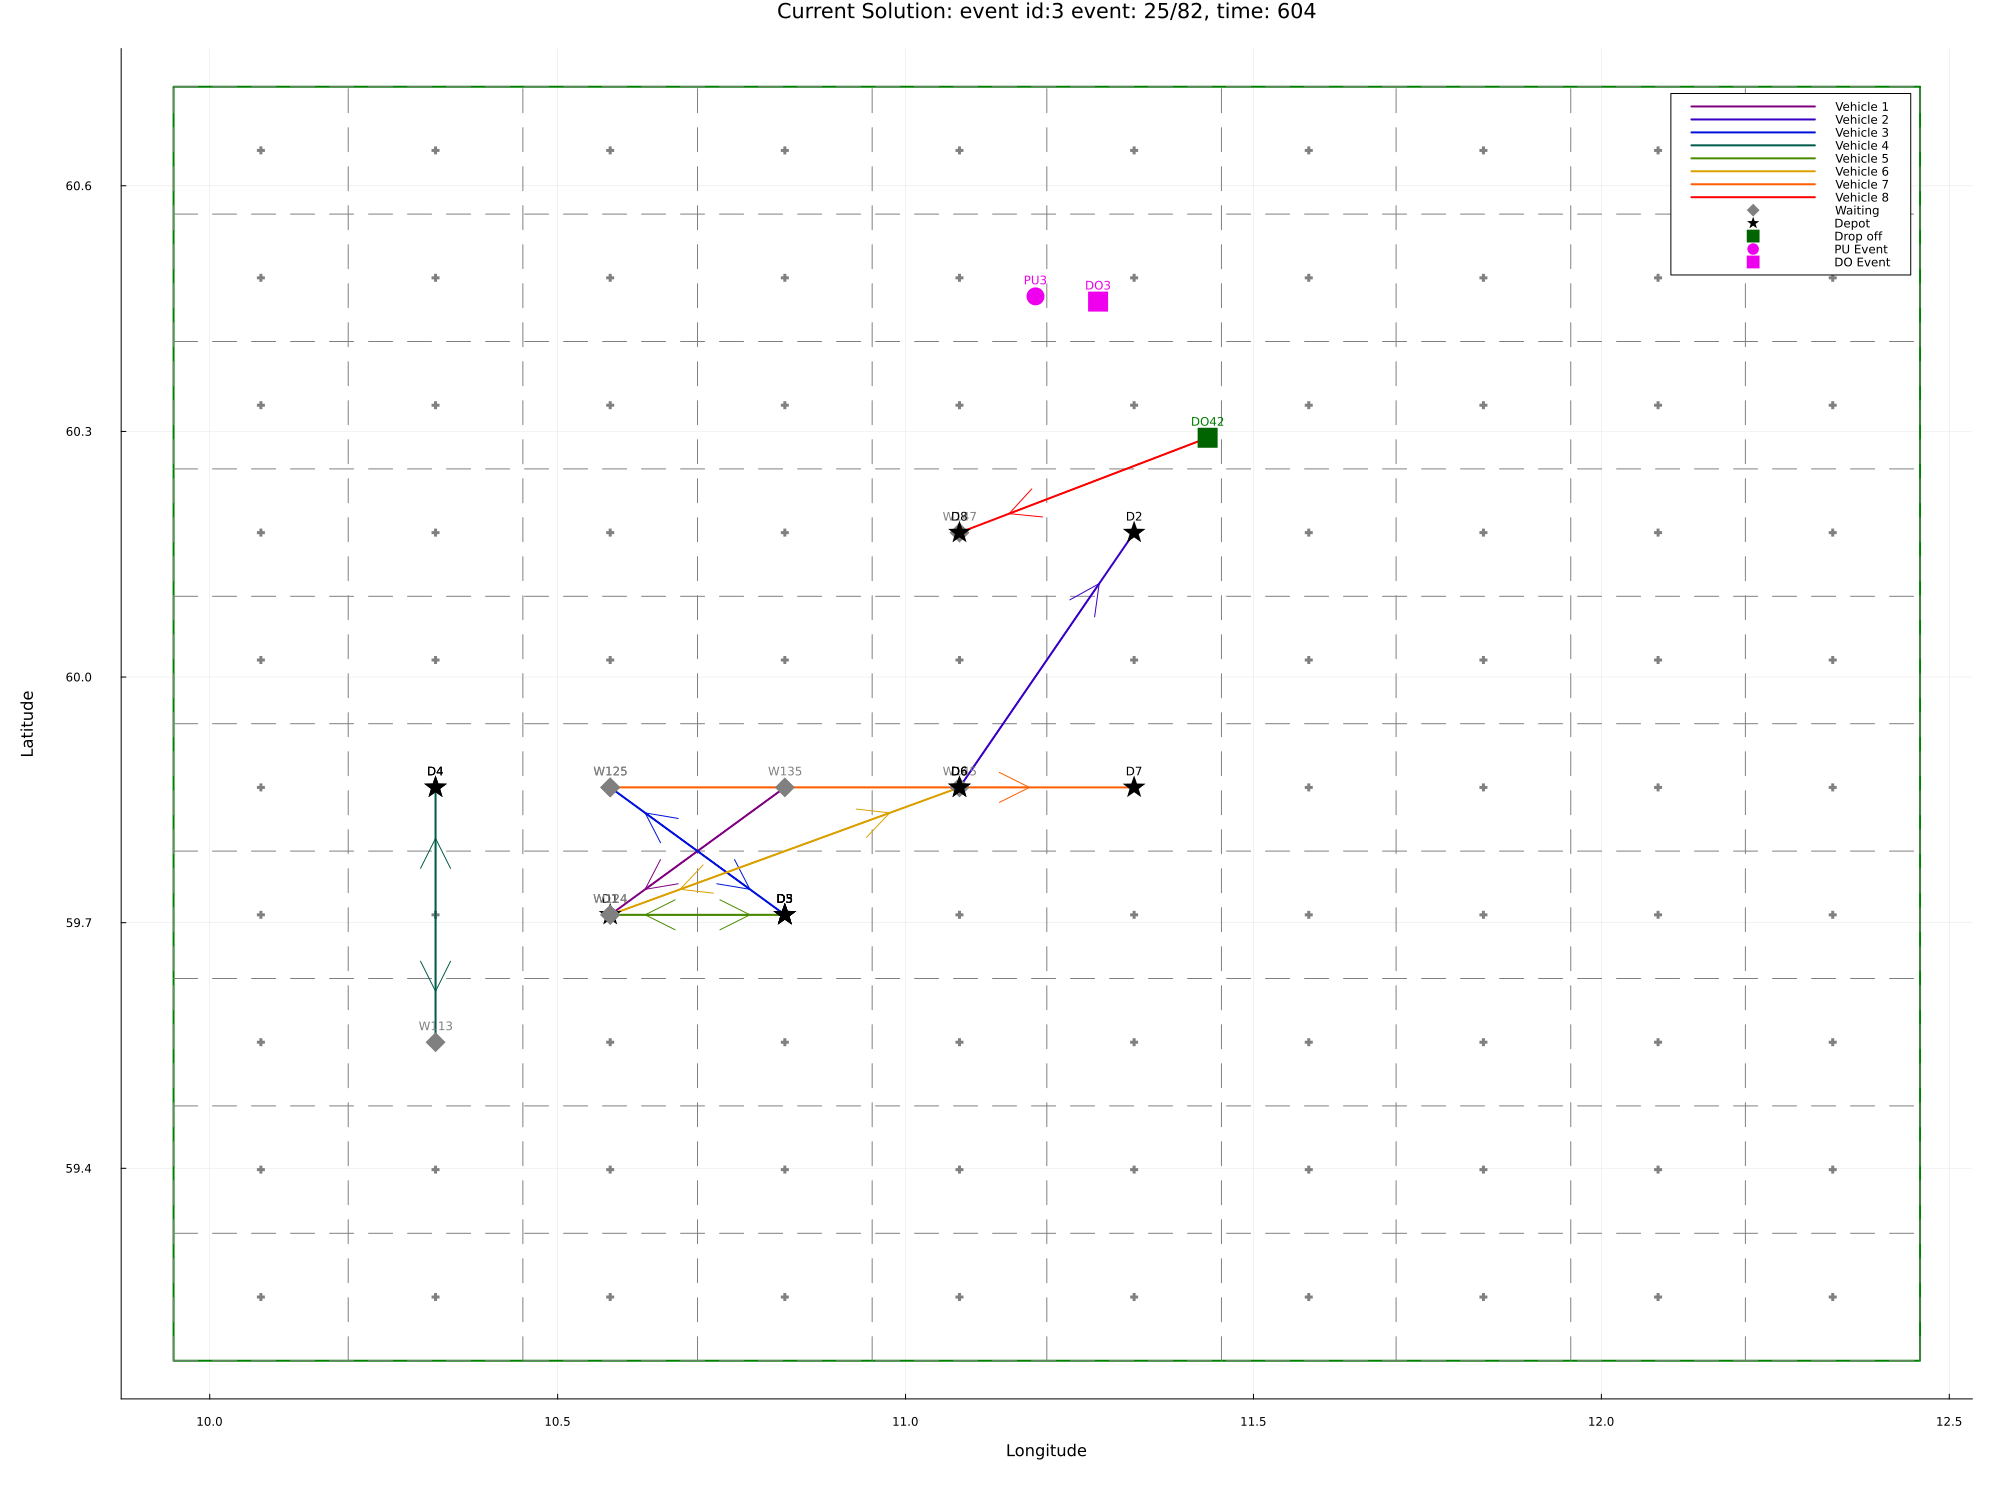 Current Solution: event id:3 event: 25/82, time: 604
Vehicle 1
Vehicle 2
Vehicle 3
Vehicle 4
Vehicle 5
Vehicle 6
Vehicle 7
Vehicle 8
Waiting
Depot
Drop off
PU Event
DO Event
60.6
60.3
60.0
59.7
59.4
Latitude
PU3
DO3
DO42
D8
D2
D4
W125
W135
D6
D7
W113
10.0
10.5
11.0
11.5
12.0
12.5
Longitude